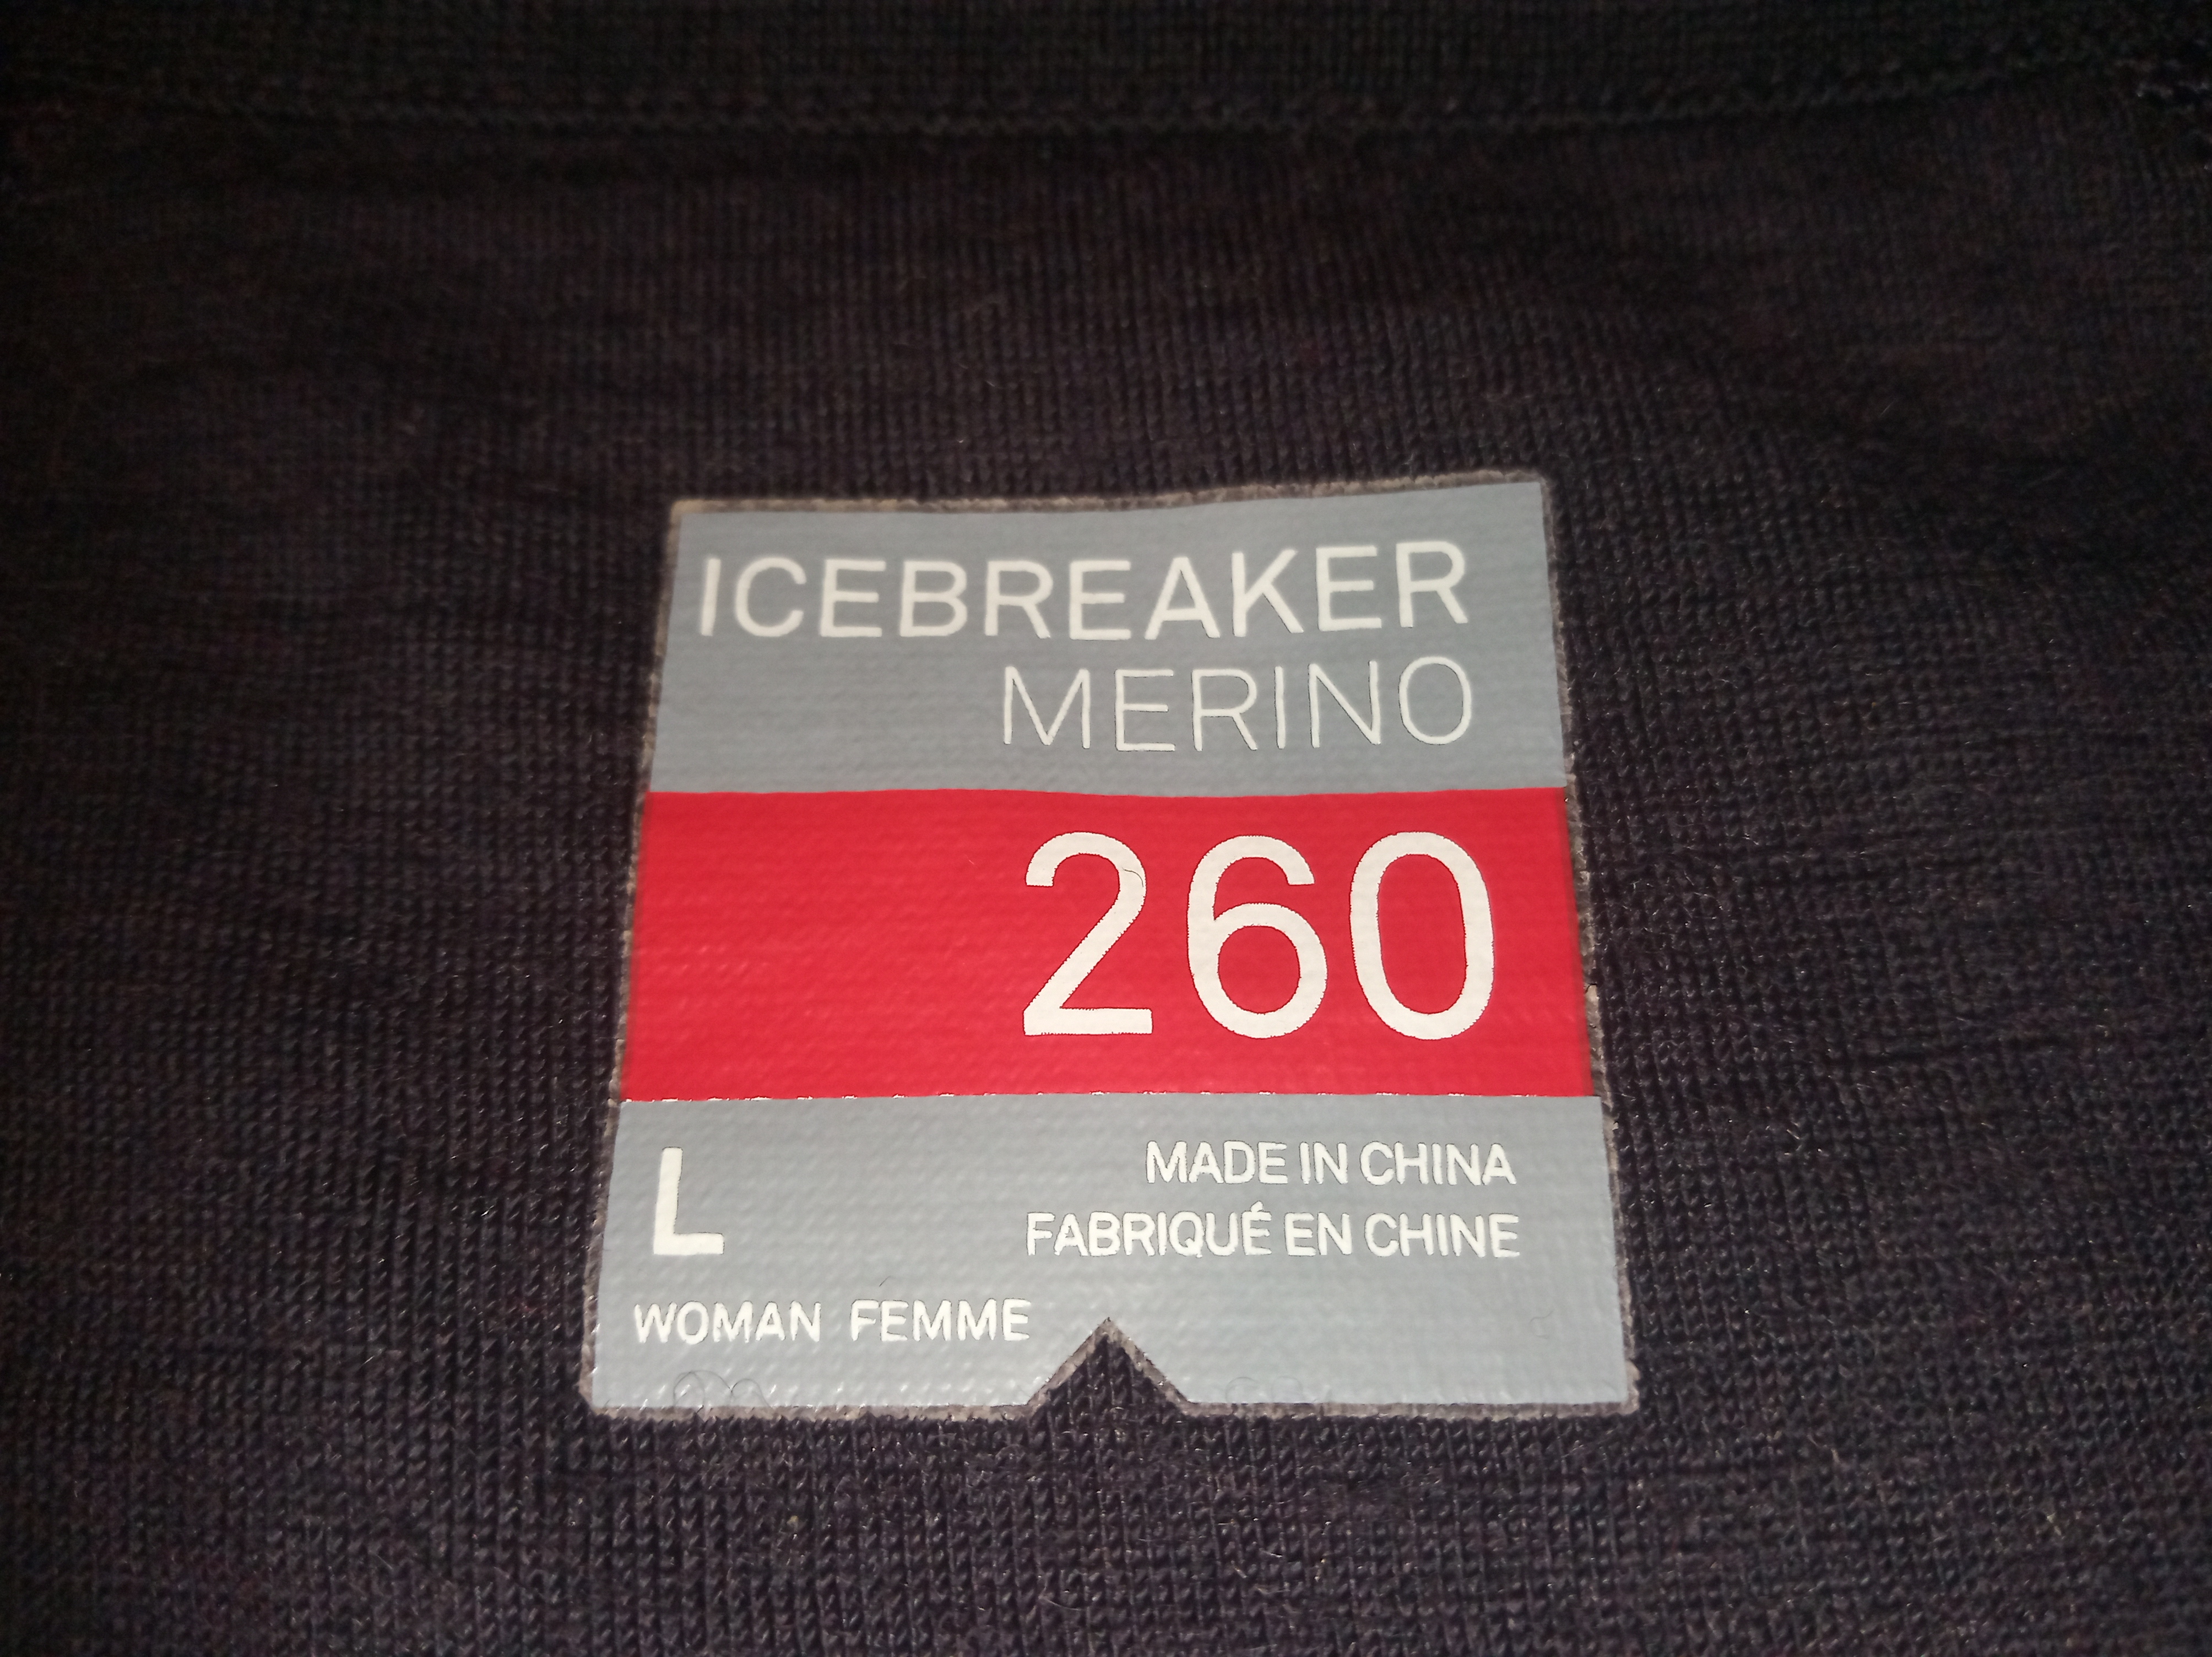 ICEBREAKER
MERINO
260
L
MADE IN CHINA
FABRIQUÉ EN CHINE
WOMAN FEMME